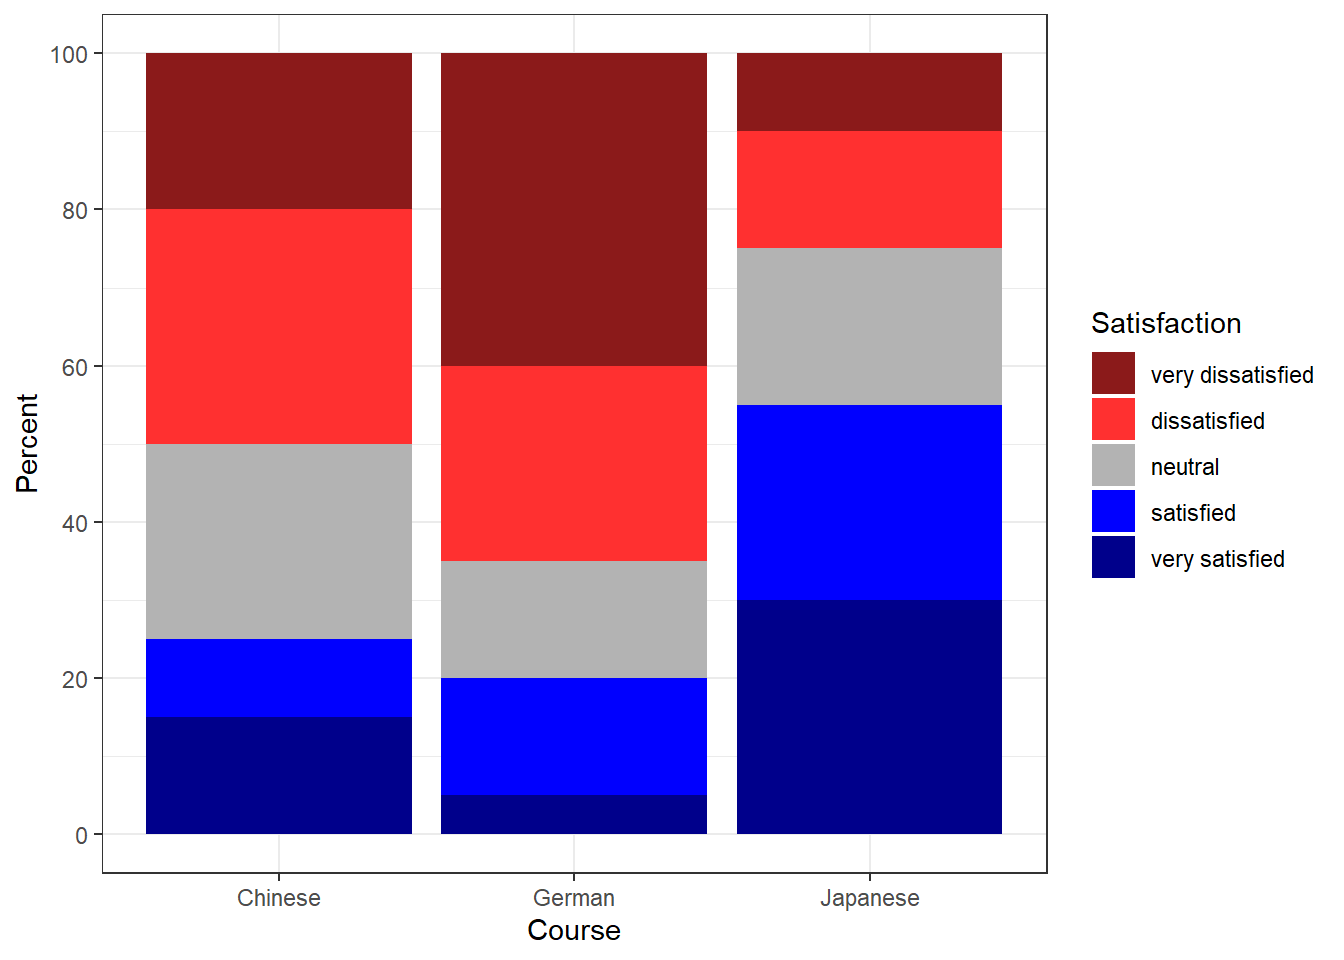 100
80
60
40
20
0
Percent
Chinese German Japanese
Course
Satisfaction
very dissatisfied
dissatisfied
neutral
satisfied
very satisfied